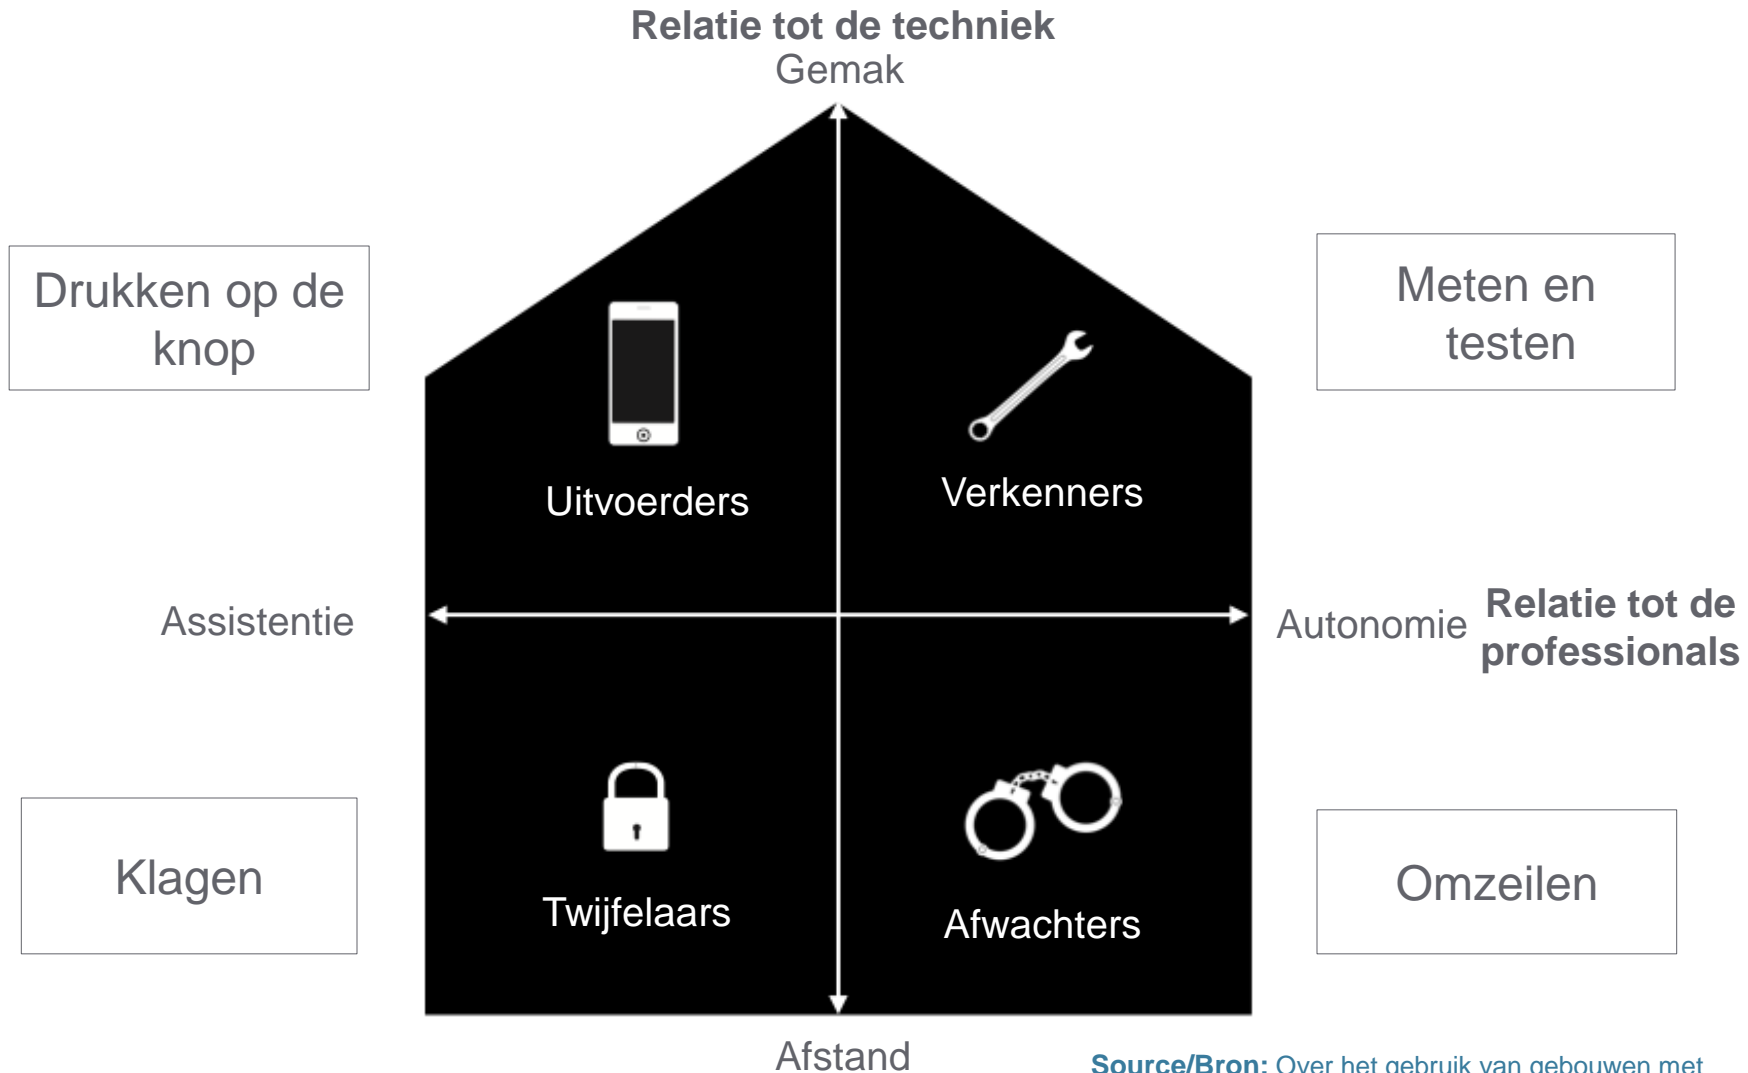 Relatie tot de techniek
Gemak
Drukken op de
knop
Meten en
testen
Uitvoerders
Verkenners
Assistentie
Autonomie
Relatie tot de
professionals
Klagen
Twijfelaars
Afwachters
Omzeilen
Afstand
Source/Bron: Over het gebruik van gebouwen met